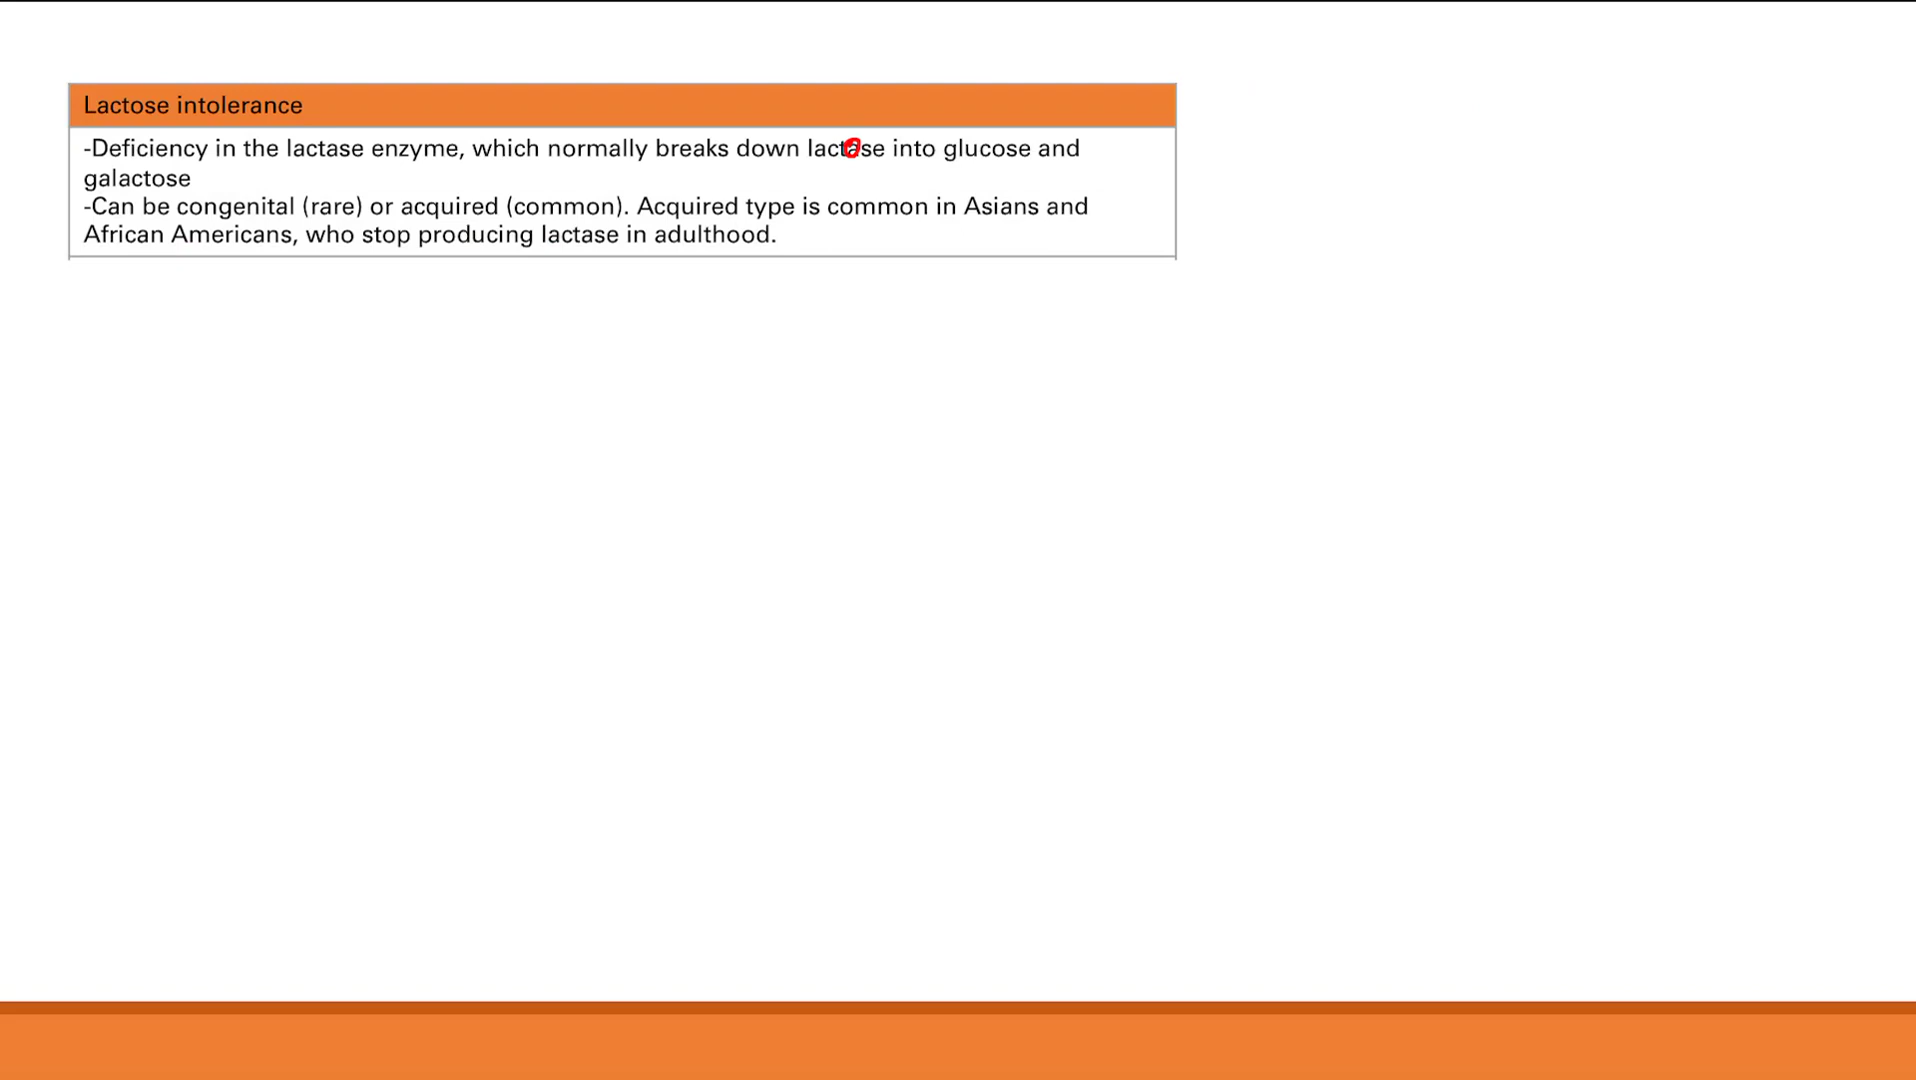 Lactose intolerance
-Deficiency in the lactase enzyme, which normally breaks down lactose into glucose and
galactose
-Can be congenital (rare) or acquired (common). Acquired type is common in Asians and
African Americans, who stop producing lactase in adulthood.